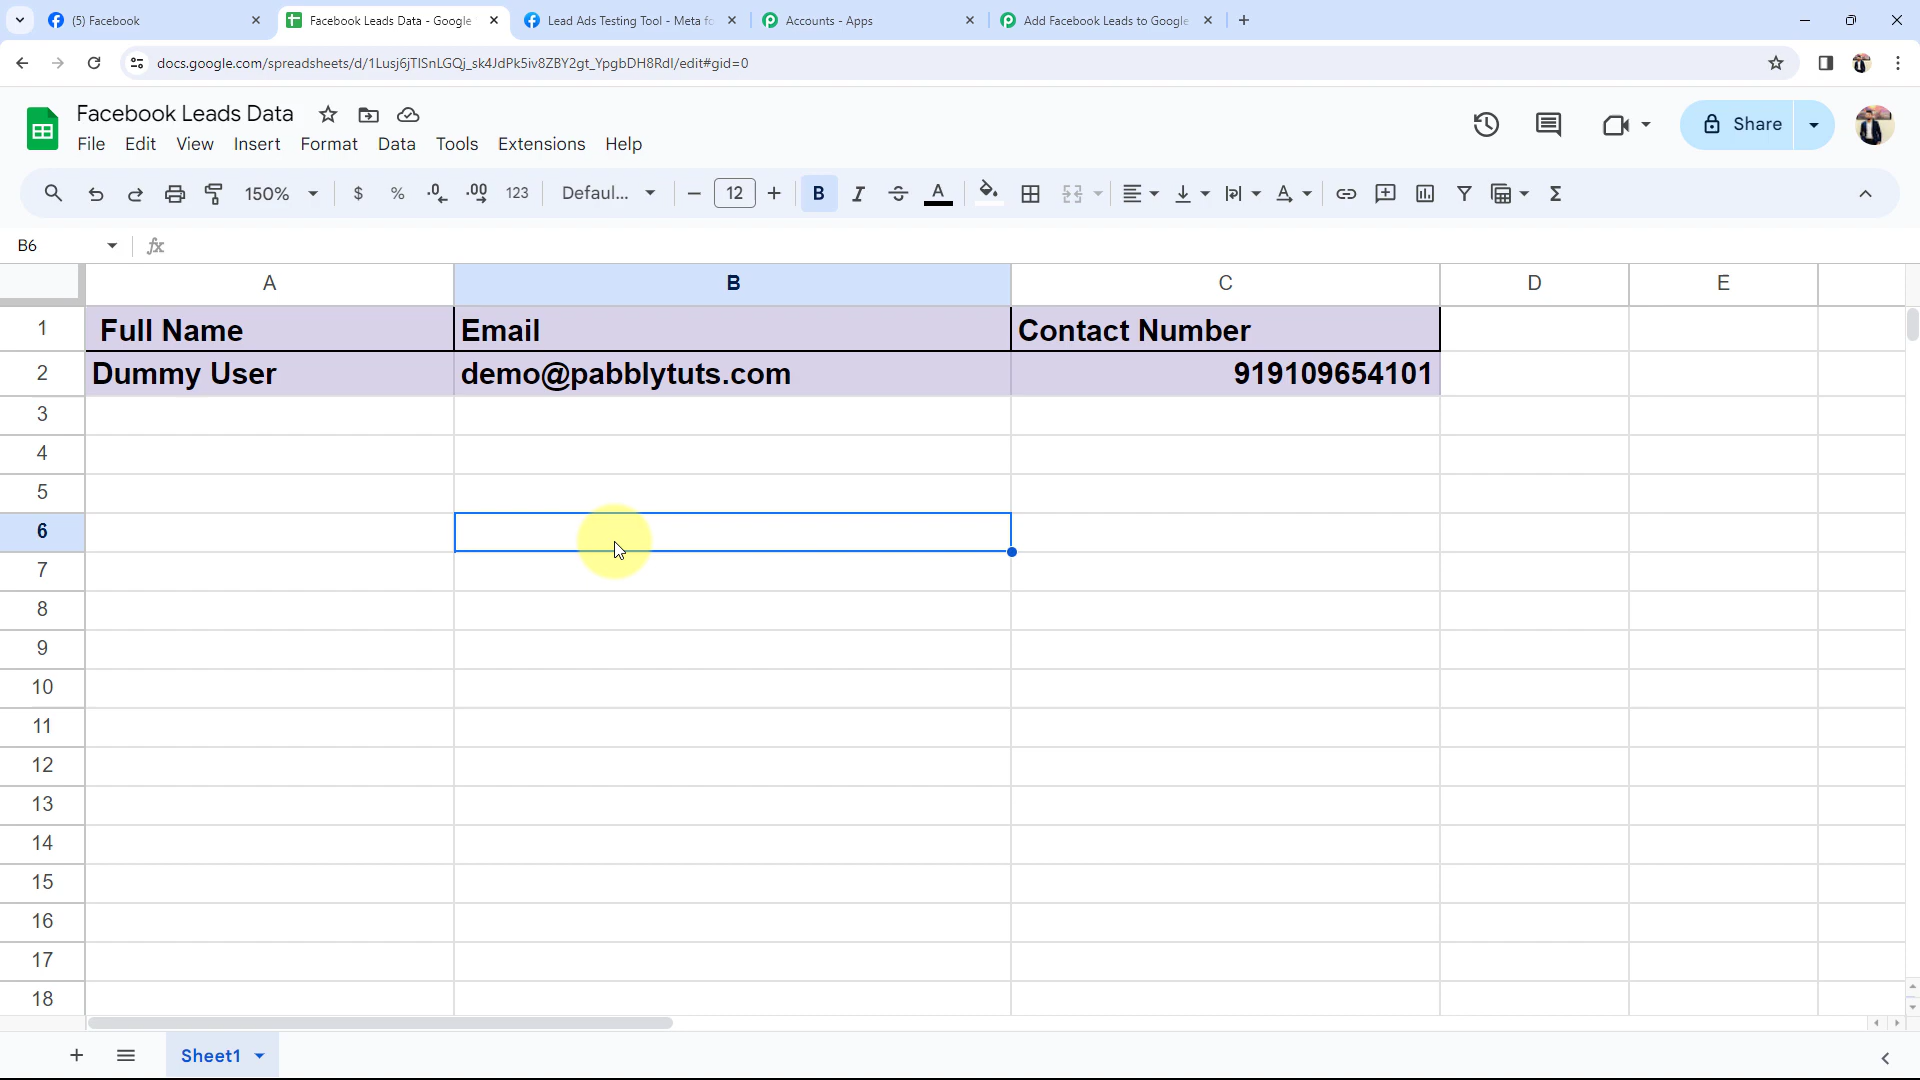 (5) Facebook
Facebook Leads Data - Google
Lead Ads Testing Tool - Meta fo
Accounts - Apps
Add Facebook Leads to Google
docs.google.com/spreadsheets/d/1Lusj6jTISnLGQj_sk4JdPk5iv8ZBY2gt_YpgbDH8RdI/edit#gid=0
Facebook Leads Data
File Edit View Insert Format Data Tools Extensions Help
Share
150% $ % .0 .00 123 Defaul... 12 B I S A
B6 fx
A B C D E
1 Full Name Email Contact Number
2 Dummy User demo@pabblytuts.com 919109654101
3
4
5
6
7
8
9
10
11
12
13
14
15
16
17
18
Sheet1